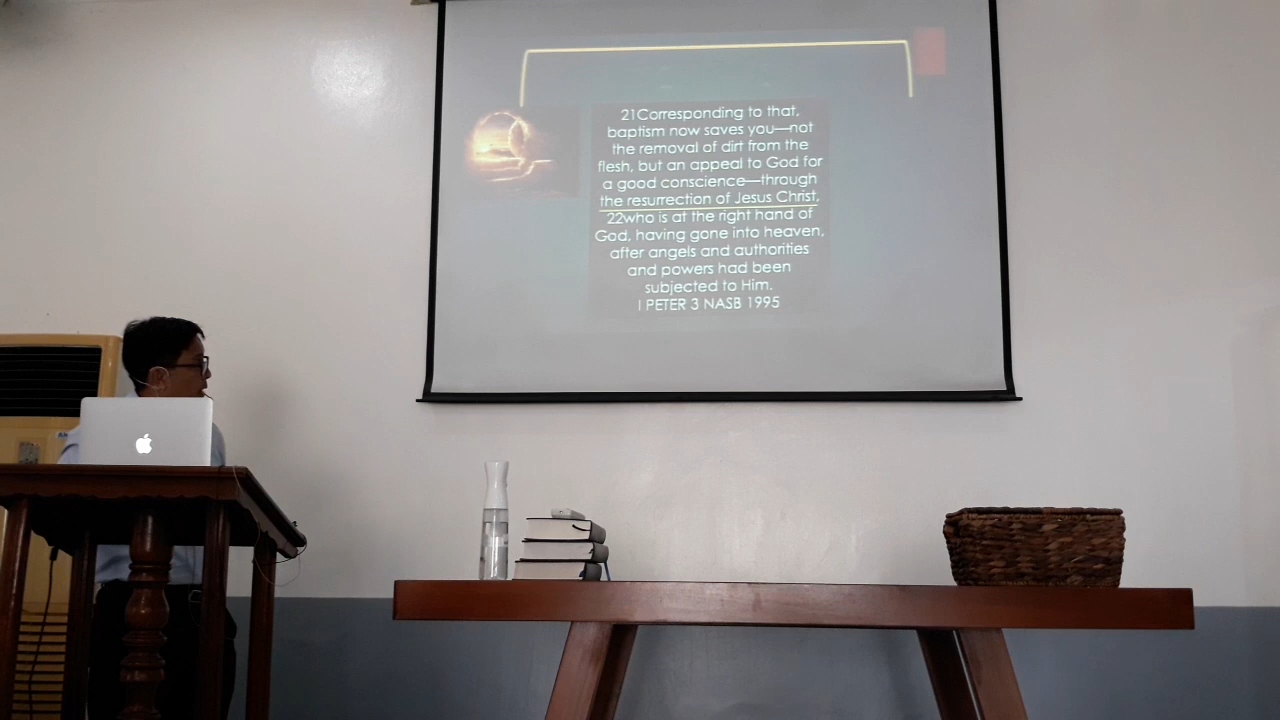 21Corresponding to that,
baptism now saves you—not
the removal of dirt from the
flesh, but an appeal to God for
a good conscience—through
the resurrection of Jesus Christ,
22who is at the right hand of
God, having gone into heaven,
after angels and authorities
and powers had been
subjected to Him.
I PETER 3 NASB 1995